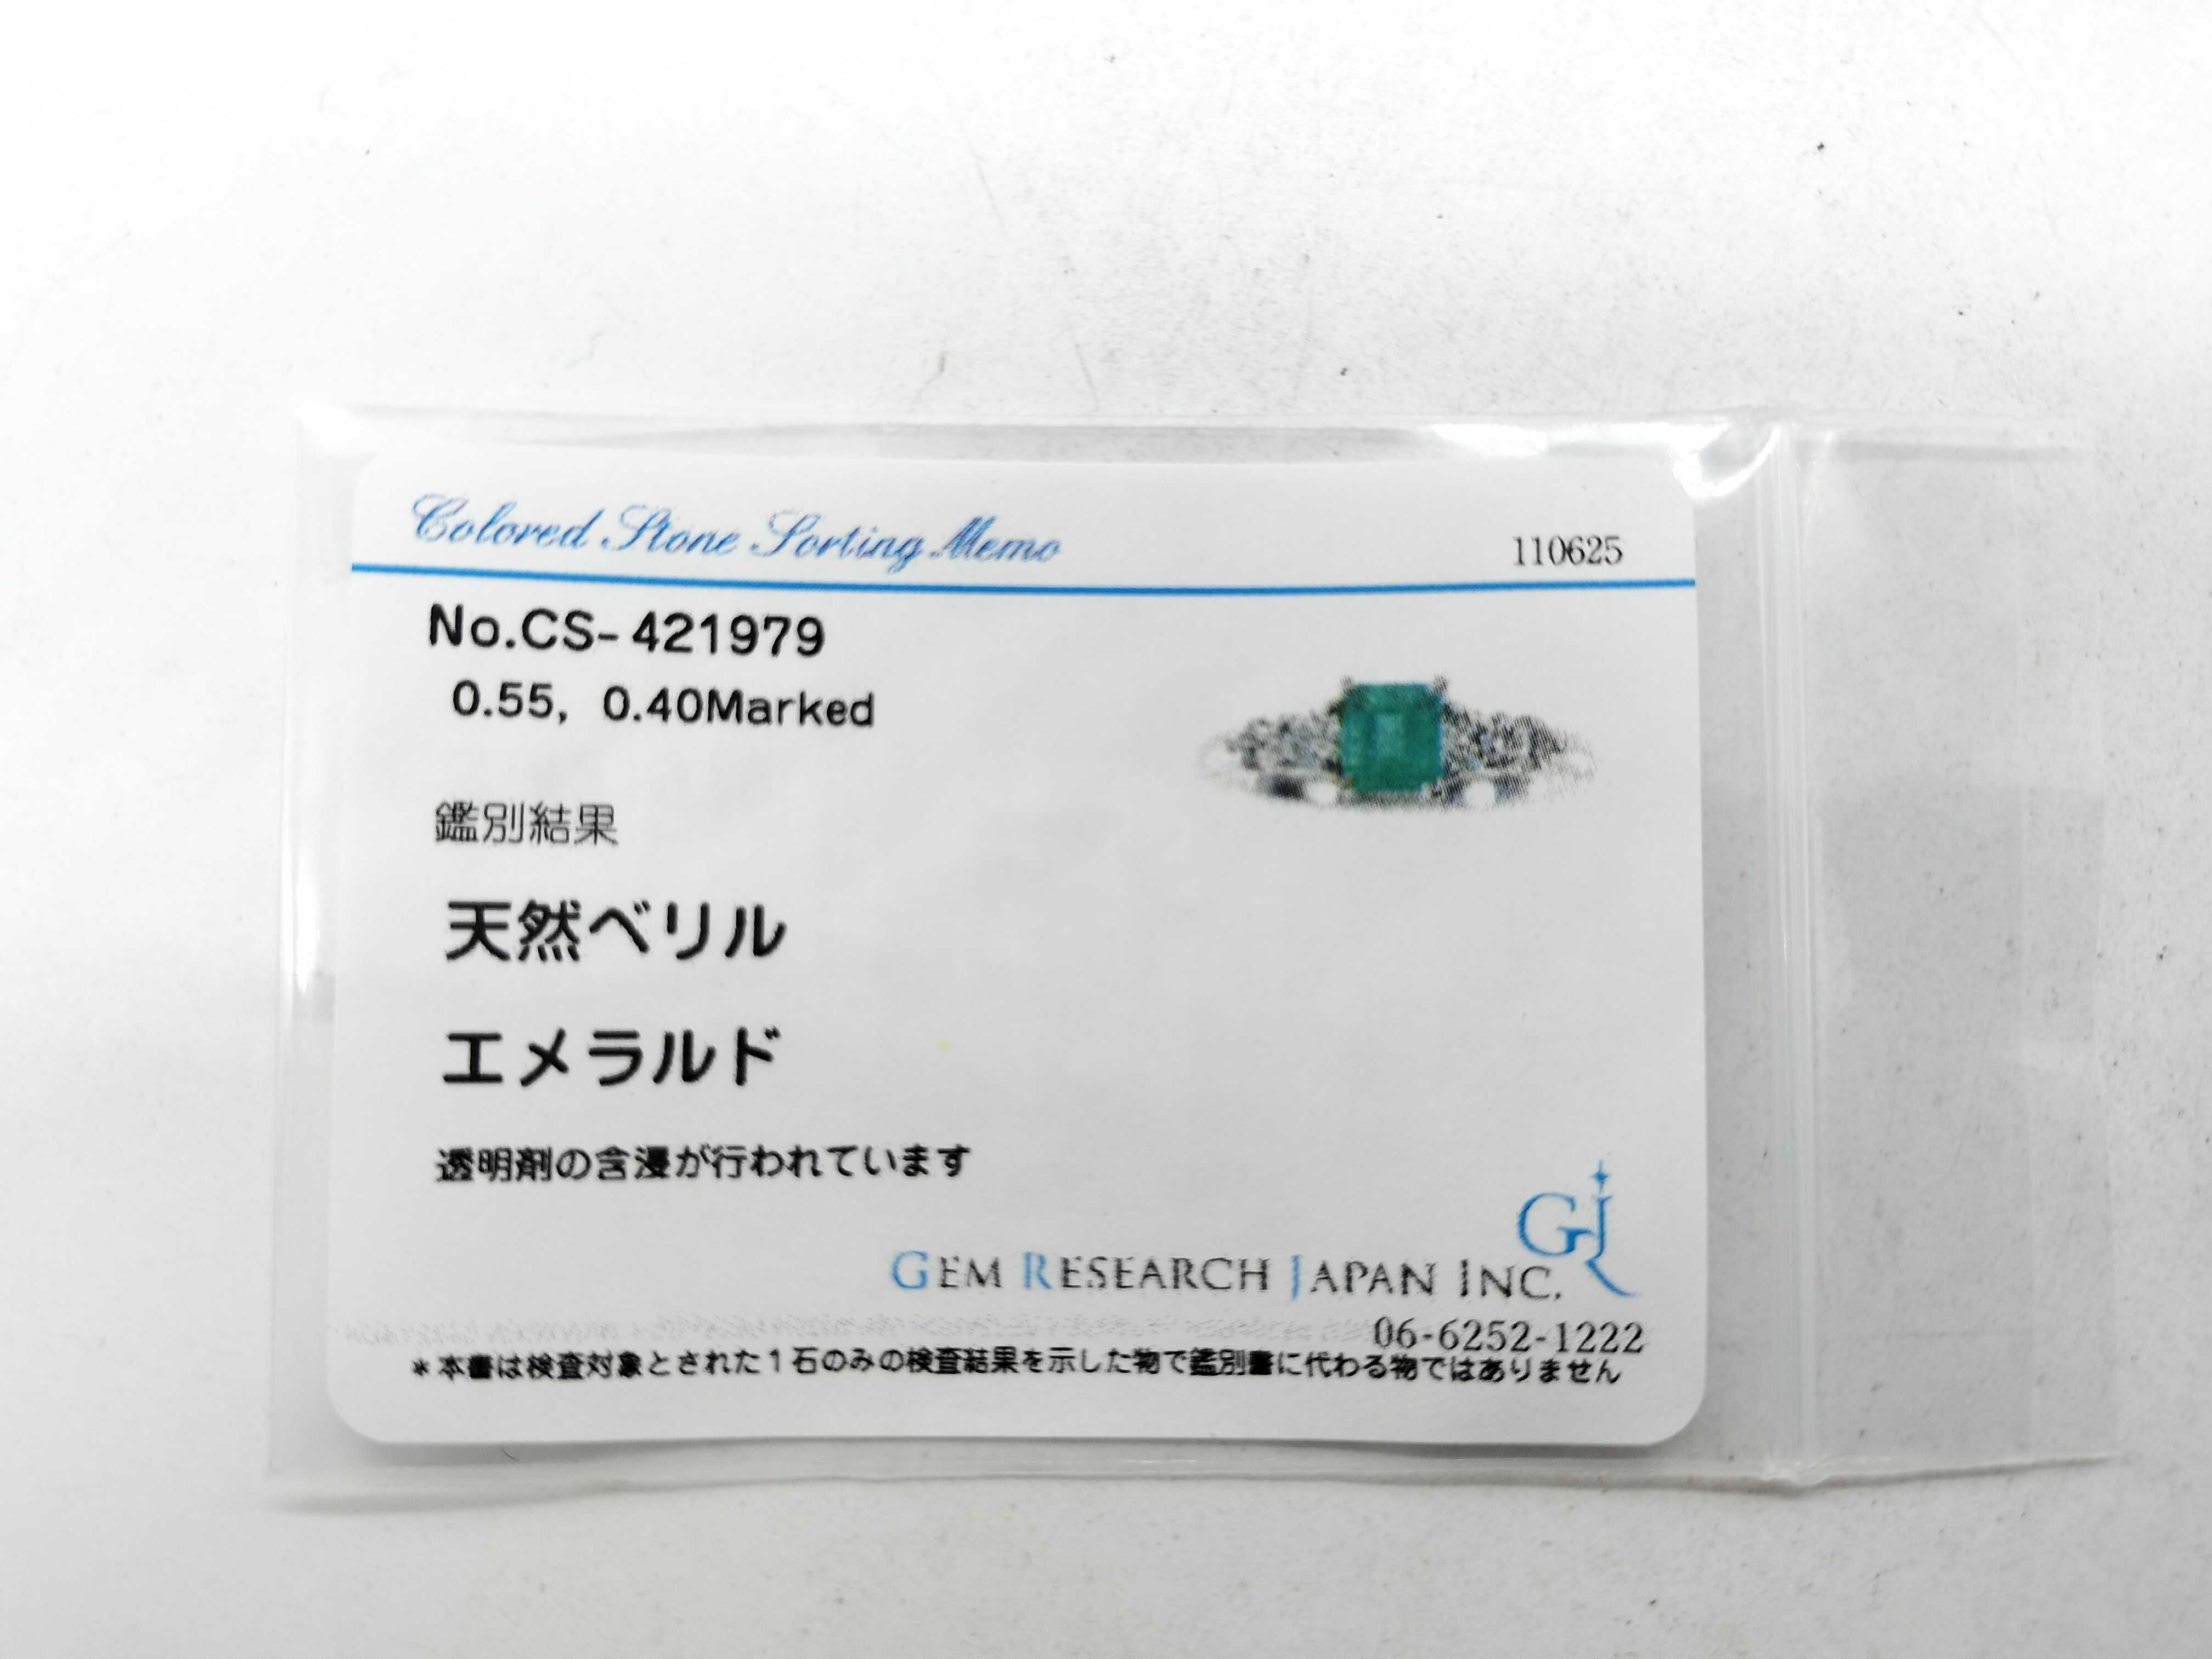 Colored Stone Sorting Memo
110625
No.CS-421979
0.55, 0.40Marked
鑑別結果
天然ベリル
エメラルド
透明剤の含浸が行われています
GJ
GEM RESEARCH JAPAN INC.
06-6252-1222
*本書は検査対象とされた1石のみの検査結果を示した物で鑑別書に代わる物ではありません